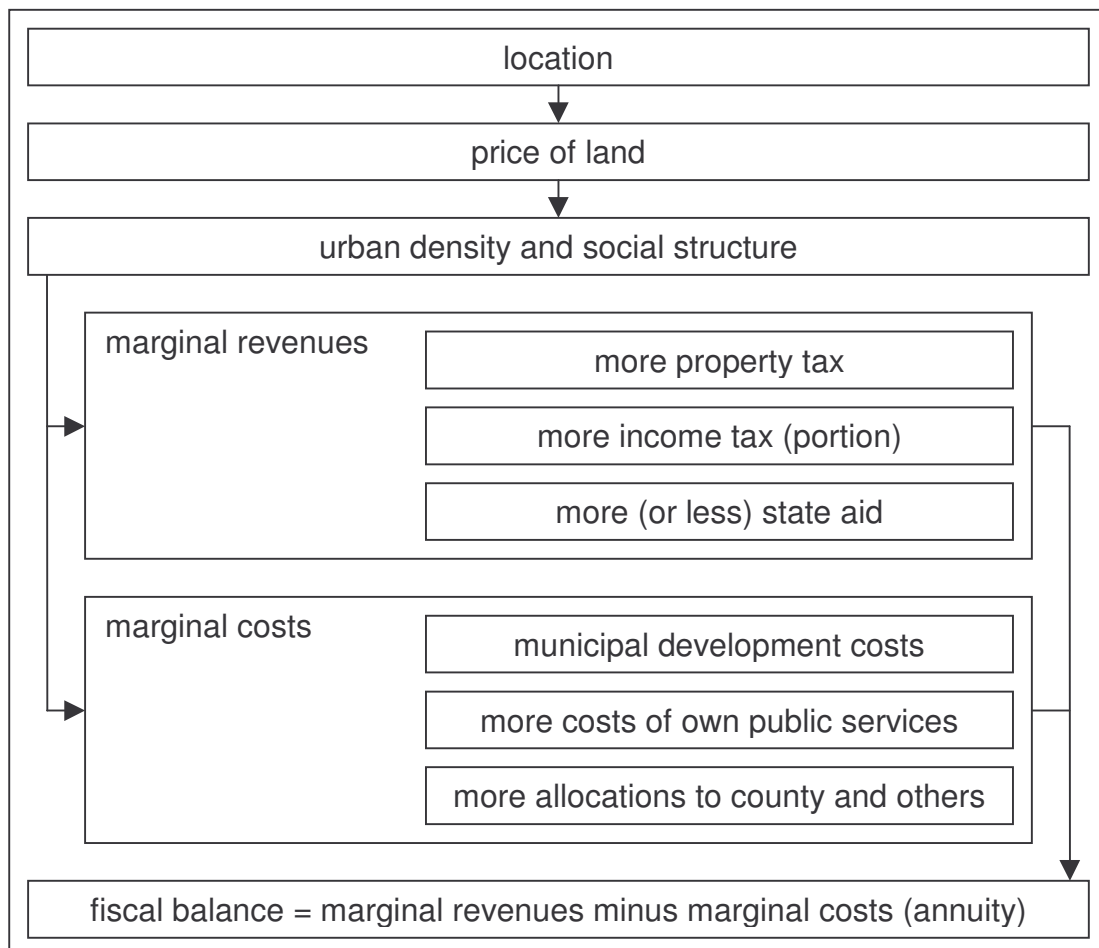 location
price of land
urban density and social structure
marginal revenues
more property tax
more income tax (portion)
more (or less) state aid
marginal costs
municipal development costs
more costs of own public services
more allocations to county and others
fiscal balance = marginal revenues minus marginal costs (annuity)